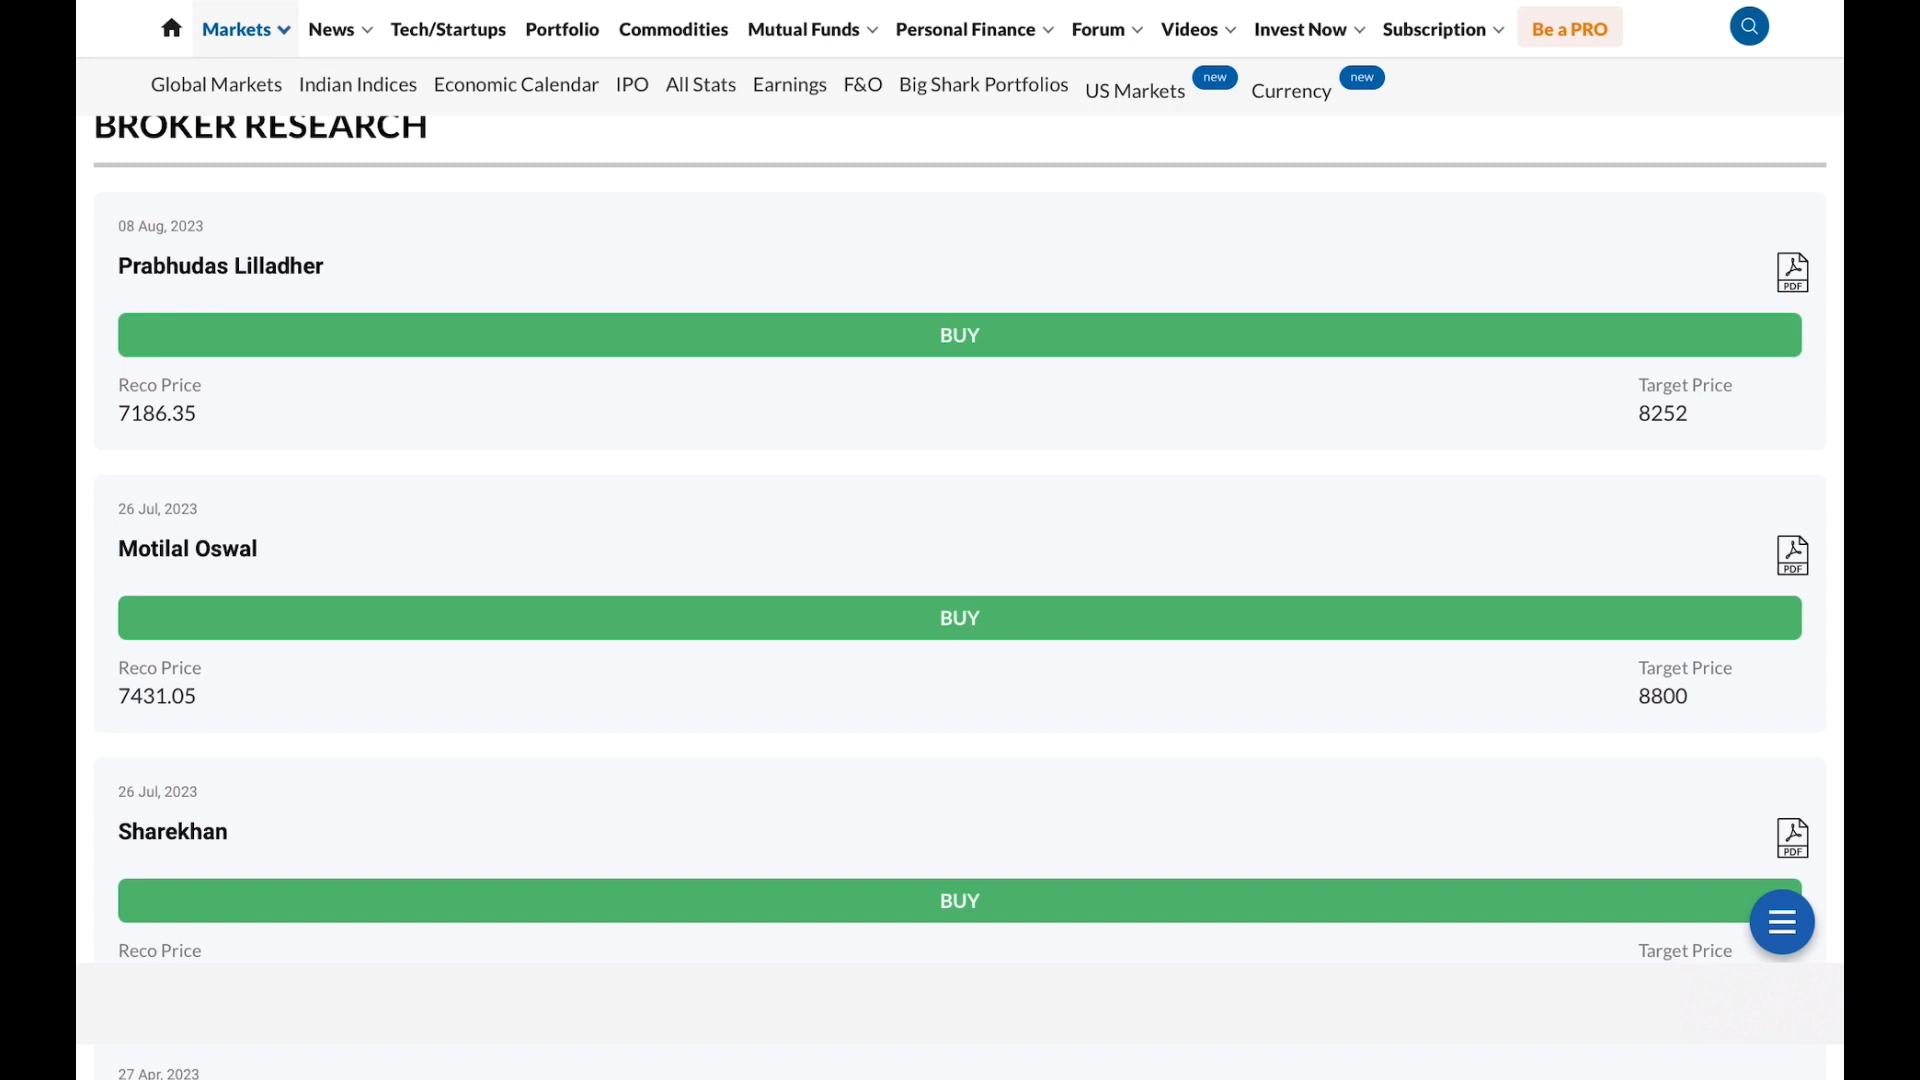 Markets News Tech/Startups Portfolio Commodities Mutual Funds Personal Finance Forum Videos Invest Now Subscription Be a PRO
Global Markets Indian Indices Economic Calendar IPO All Stats Earnings F&O Big Shark Portfolios US Markets new Currency new
BROKER RESEARCH
08 Aug, 2023
Prabhudas Lilladher
PDF
BUY
Reco Price Target Price
7186.35 8252
26 Jul, 2023
Motilal Oswal
PDF
BUY
Reco Price Target Price
7431.05 8800
26 Jul, 2023
Sharekhan
PDF
BUY
Reco Price Target Price
27 Apr, 2023